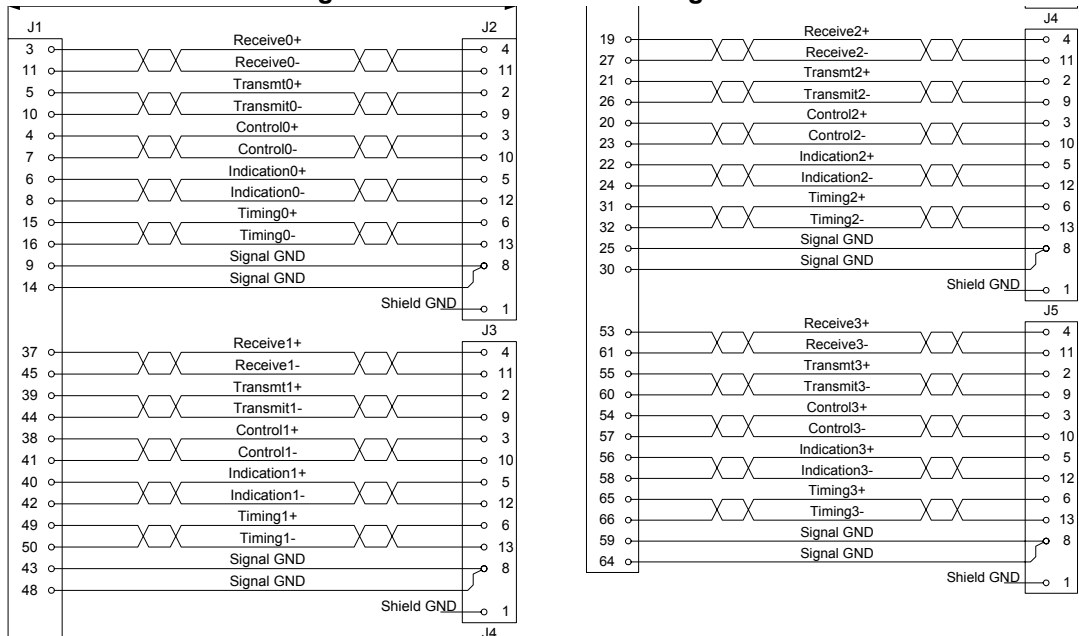 g
J1 J2
3 Receive0+ 4
11 Receive0- 11
5 Transmt0+ 2
10 Transmit0- 9
4 Control0+ 3
7 Control0- 10
6 Indication0+ 5
8 Indication0- 12
15 Timing0+ 6
16 Timing0- 13
9 Signal GND 8
14 Signal GND
Shield GND 1
J3
37 Receive1+ 4
45 Receive1- 11
39 Transmt1+ 2
44 Transmit1- 9
38 Control1+ 3
41 Control1- 10
40 Indication1+ 5
42 Indication1- 12
49 Timing1+ 6
50 Timing1- 13
43 Signal GND 8
48 Signal GND
Shield GND 1
J4
g
J4
19 Receive2+ 4
27 Receive2- 11
21 Transmt2+ 2
26 Transmit2- 9
20 Control2+ 3
23 Control2- 10
22 Indication2+ 5
24 Indication2- 12
31 Timing2+ 6
32 Timing2- 13
25 Signal GND 8
30 Signal GND
Shield GND 1
J5
53 Receive3+ 4
61 Receive3- 11
55 Transmt3+ 2
60 Transmit3- 9
54 Control3+ 3
57 Control3- 10
56 Indication3+ 5
58 Indication3- 12
65 Timing3+ 6
66 Timing3- 13
59 Signal GND 8
64 Signal GND
Shield GND 1